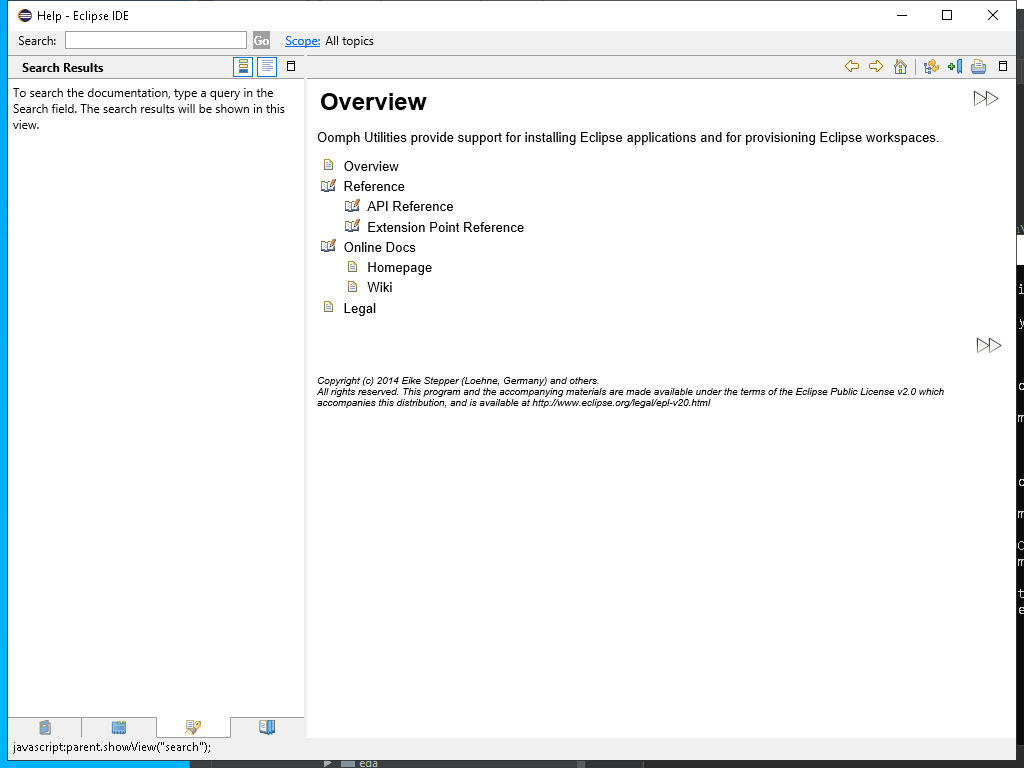 Help - Eclipse IDE
Search:
Go
Scope: All topics
Search Results
To search the documentation, type a query in the
Search field. The search results will be shown in this
view.
Overview
Oomph Utilities provide support for installing Eclipse applications and for provisioning Eclipse workspaces.
Overview
Reference
API Reference
Extension Point Reference
Online Docs
Homepage
Wiki
Legal
Copyright (c) 2014 Eike Stepper (Loehne, Germany) and others.
All rights reserved. This program and the accompanying materials are made available under the terms of the Eclipse Public License v2.0 which
accompanies this distribution, and is available at http://www.eclipse.org/legal/epl-v20.html
javascript:parent.showView("search");
eda